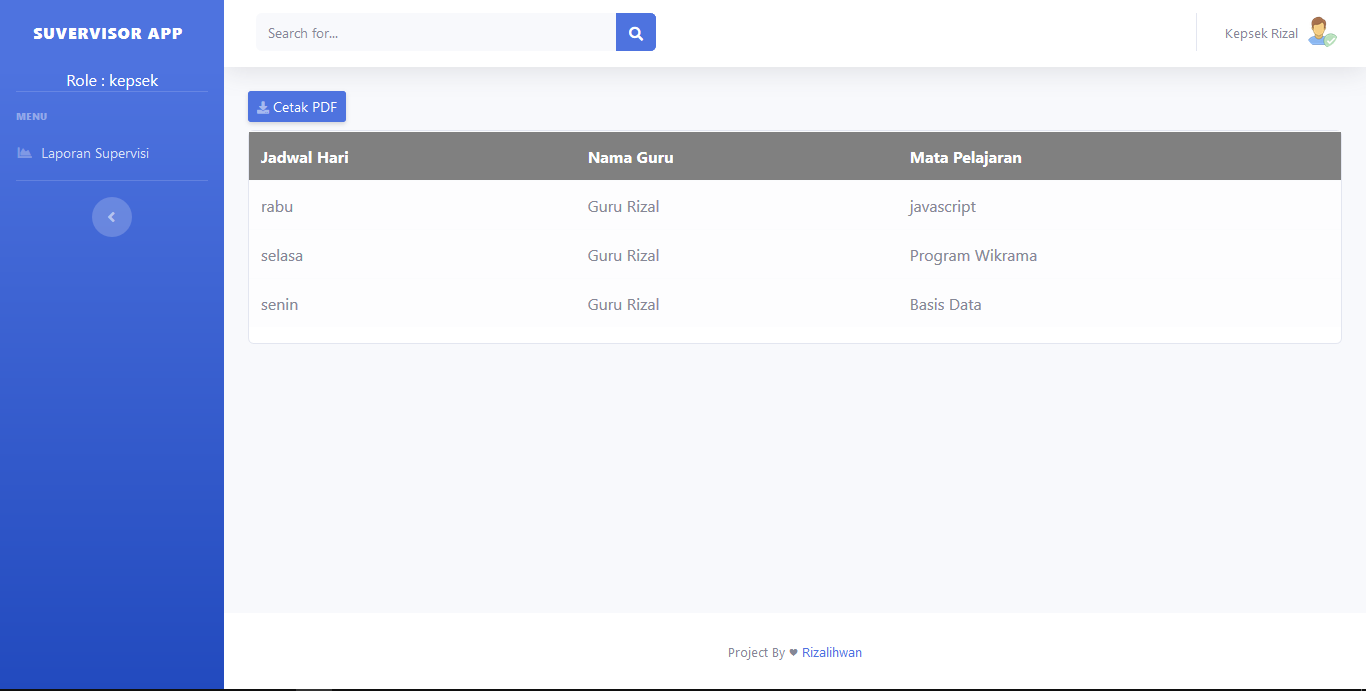 SUVERVISOR APP
Role : kepsek
MENU
Laporan Supervisi
Search for...
Kepsek Rizal
Cetak PDF
Jadwal Hari Nama Guru Mata Pelajaran
rabu Guru Rizal javascript
selasa Guru Rizal Program Wikrama
senin Guru Rizal Basis Data
Project By ♥ Rizalihwan